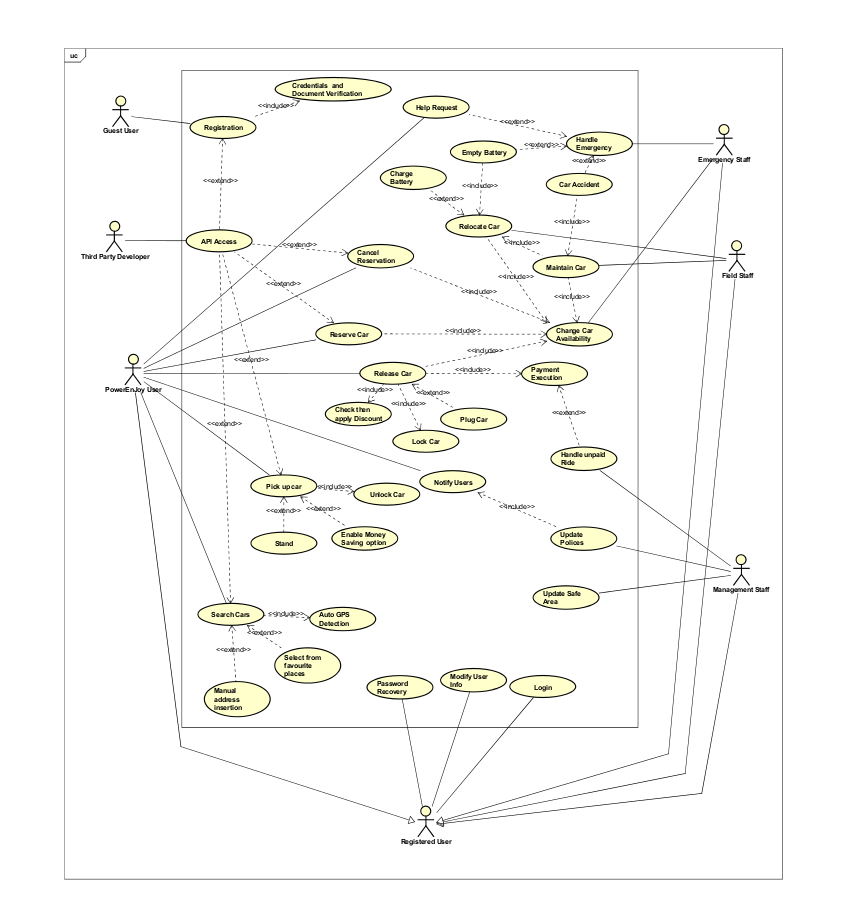 uc
Credentials and
Document Verification
<<include>>
Help Request
Guest User
Registration
<<extend>>
Handle
Emergency
Emergency Staff
Empty Battery
<<extend>>
<<extend>>
Charge
Battery
<<include>>
Car Accident
<<extend>>
<<extend>>
Relocate Car
<<include>>
Third Party Developer
API Access
<<extend>>
<<include>>
Cancel
Reservation
Maintain Car
Field Staff
<<include>>
<<extend>>
<<include>>
<<include>>
Reserve Car
<<include>>
Change Car
Availability
<<extend>>
<<include>>
PowerEnJoy User
Release Car
<<include>>
Payment
Execution
<<include>>
<<extend>>
<<include>>
Check then
apply Discount
Plug Car
<<extend>>
<<extend>>
Lock Car
Handle unpaid
Ride
Pick up car
<<include>>
Unlock Car
Notify Users
<<extend>>
<<extend>>
<<include>>
Stand
Enable Money
Saving option
Update
Polices
Management Staff
Update Safe
Area
Search Cars
<<include>>
Auto GPS
Detection
<<extend>>
<<extend>>
Select from
favourite
places
Manual
address
insertion
Password
Recovery
Modify User
Info
Login
Registered User